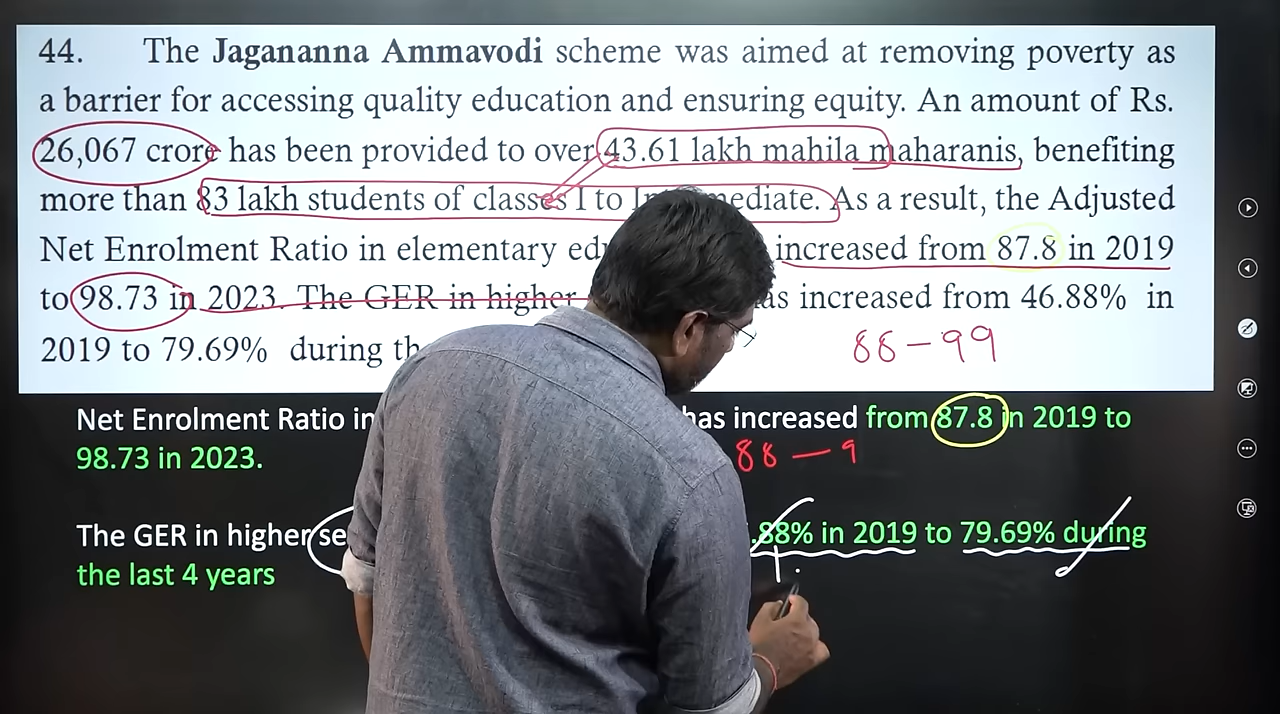 44. The Jagananna Ammavodi scheme was aimed at removing poverty as
a barrier for accessing quality education and ensuring equity. An amount of Rs.
26,067 crore has been provided to over 43.61 lakh mahila maharanis, benefiting
more than 83 lakh students of classes I to Intermediate. As a result, the Adjusted
Net Enrolment Ratio in elementary increased from 87.8 in 2019
to 98.73 in 2023. The GER in higher has increased from 46.88% in
2019 to 79.69% during
88 - 99
Net Enrolment Ratio in has increased from 87.8 in 2019 to
98.73 in 2023.
88 - 9
The GER in higher .88% in 2019 to 79.69% during
the last 4 years